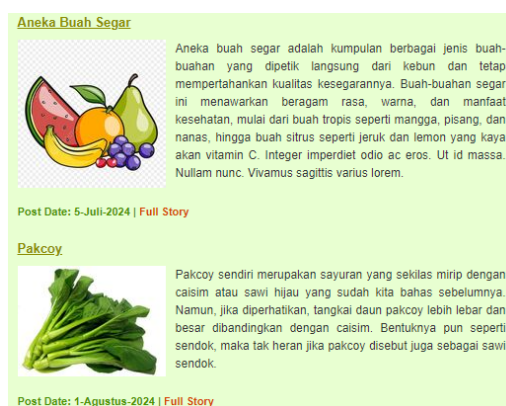 Aneka Buah Segar
Aneka buah segar adalah kumpulan berbagai jenis buah-
buahan yang dipetik langsung dari kebun dan tetap
mempertahankan kualitas kesegarannya. Buah-buahan segar
ini menawarkan beragam rasa, warna, dan manfaat
kesehatan, mulai dari buah tropis seperti mangga, pisang, dan
nanas, hingga buah sitrus seperti jeruk dan lemon yang kaya
akan vitamin C. Integer imperdiet odio ac eros. Ut id massa.
Nullam nunc. Vivamus sagittis varius lorem.
Post Date: 5-Juli-2024 | Full Story
Pakcoy
Pakcoy sendiri merupakan sayuran yang sekilas mirip dengan
caisim atau sawi hijau yang sudah kita bahas sebelumnya.
Namun, jika diperhatikan, tangkai daun pakcoy lebih lebar dan
besar dibandingkan dengan caisim. Bentuknya pun seperti
sendok, maka tak heran jika pakcoy disebut juga sebagai sawi
sendok.
Post Date: 1-Agustus-2024 | Full Story